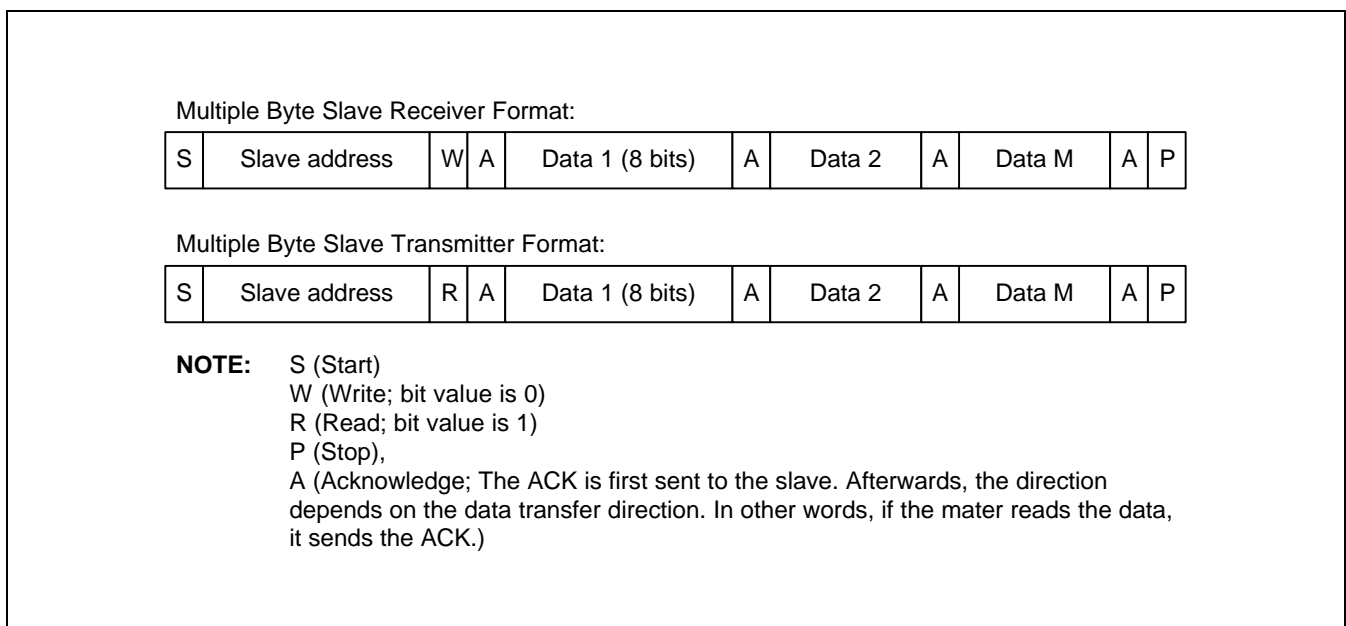 Multiple Byte Slave Receiver Format:
S Slave address W A Data 1 (8 bits) A Data 2 A Data M A P
Multiple Byte Slave Transmitter Format:
S Slave address R A Data 1 (8 bits) A Data 2 A Data M A P
NOTE: S (Start)
W (Write; bit value is 0)
R (Read; bit value is 1)
P (Stop),
A (Acknowledge; The ACK is first sent to the slave. Afterwards, the direction
depends on the data transfer direction. In other words, if the mater reads the data,
it sends the ACK.)